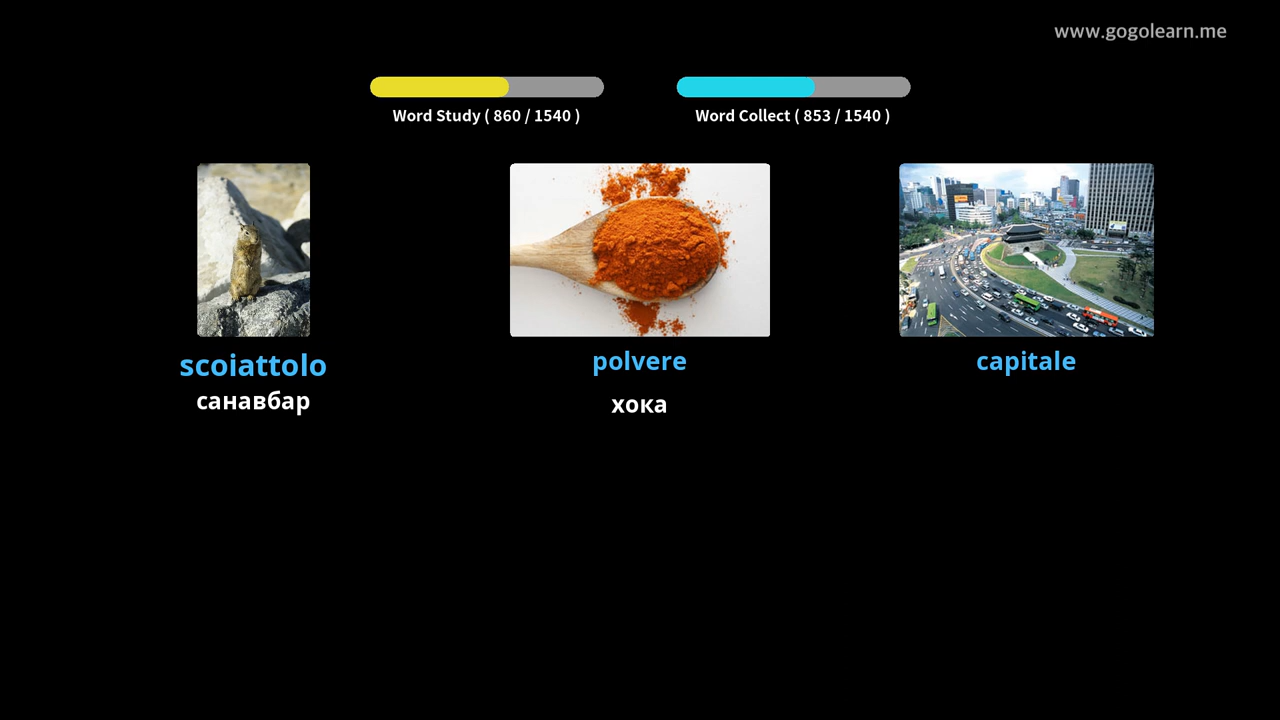 www.gogolearn.me
Word Study ( 860 / 1540 )
Word Collect ( 853 / 1540 )
scoiattolo
polvere
capitale
санавбар
хока